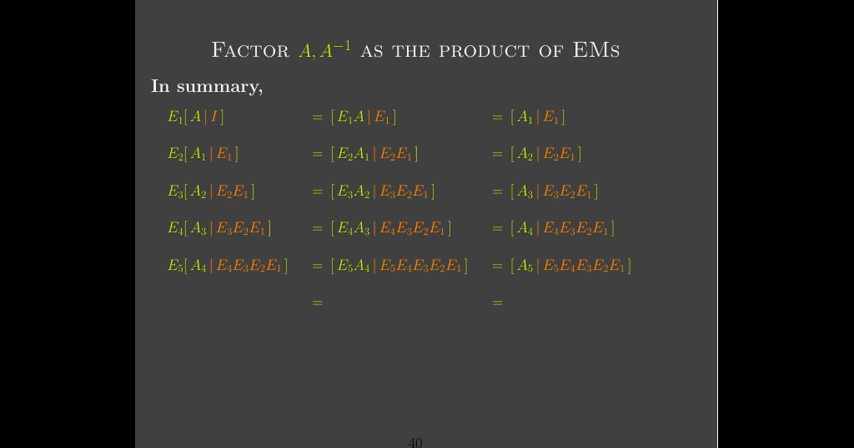 Factor A, A⁻¹ as the product of EMs
In summary,
E₁[ A | I ] = [ E₁A | E₁ ] = [ A₁ | E₁ ]
E₂[ A₁ | E₁ ] = [ E₂A₁ | E₂E₁ ] = [ A₂ | E₂E₁ ]
E₃[ A₂ | E₂E₁ ] = [ E₃A₂ | E₃E₂E₁ ] = [ A₃ | E₃E₂E₁ ]
E₄[ A₃ | E₃E₂E₁ ] = [ E₄A₃ | E₄E₃E₂E₁ ] = [ A₄ | E₄E₃E₂E₁ ]
E₅[ A₄ | E₄E₃E₂E₁ ] = [ E₅A₄ | E₅E₄E₃E₂E₁ ] = [ A₅ | E₅E₄E₃E₂E₁ ]
= =
40